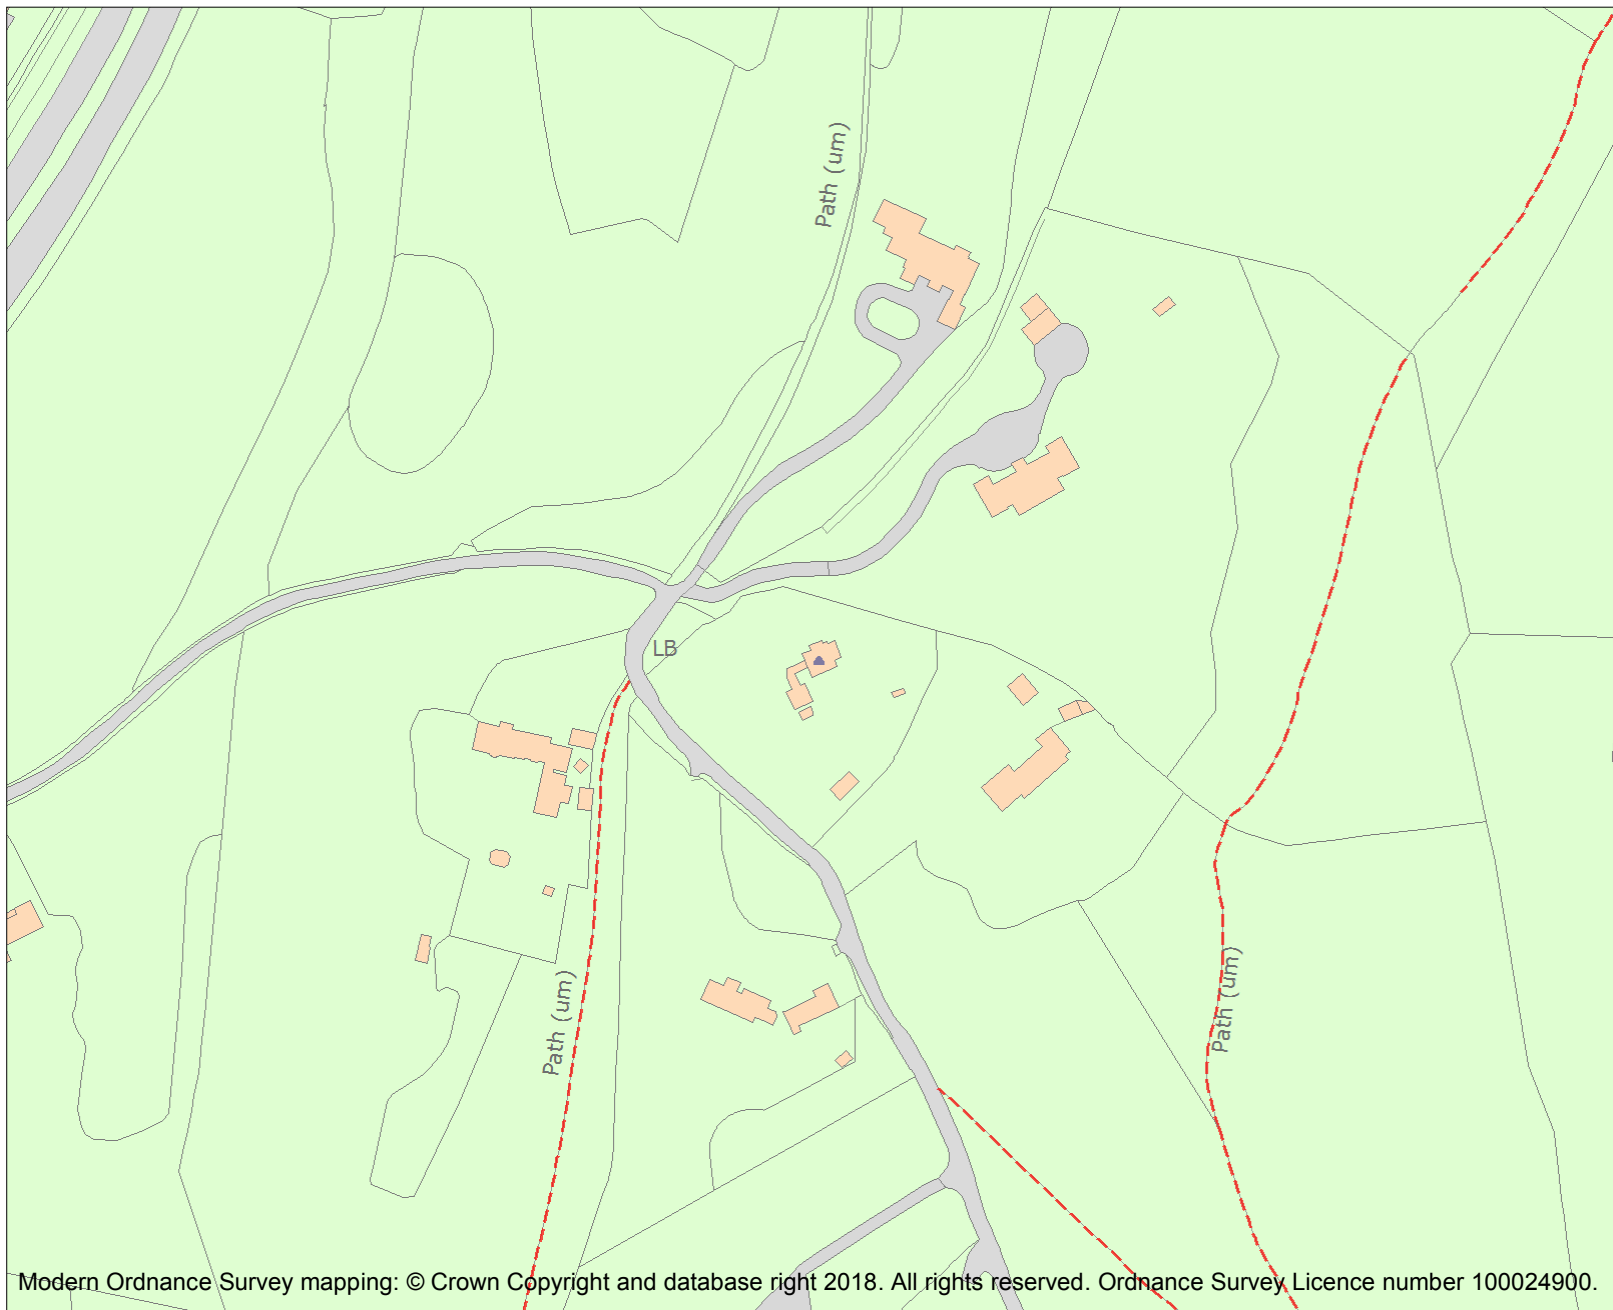 Path (um)
LB
Path (um)
Path (um)
Modern Ordnance Survey mapping: © Crown Copyright and database right 2018. All rights reserved. Ordnance Survey Licence number 100024900.